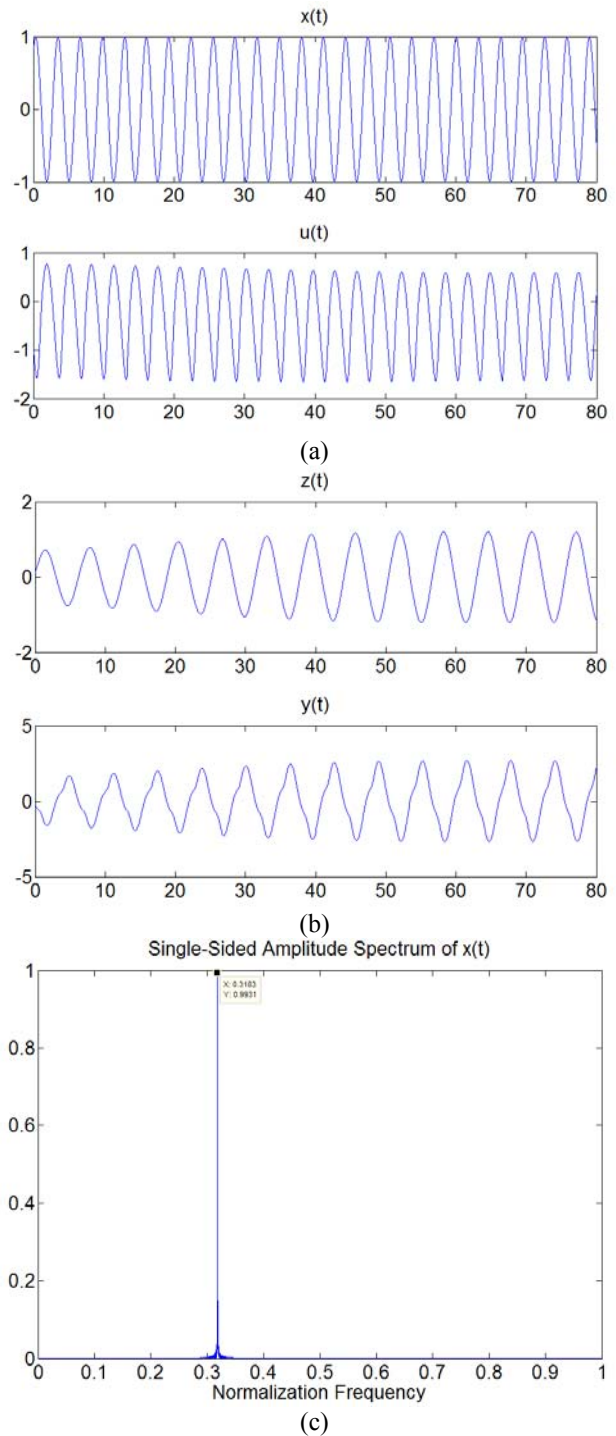 x(t)
1
0
-1
0 10 20 30 40 50 60 70 80
u(t)
1
0
-1
-2
0 10 20 30 40 50 60 70 80
(a)
z(t)
2
0
-2
0 10 20 30 40 50 60 70 80
y(t)
5
0
-5
0 10 20 30 40 50 60 70 80
(b)
Single-Sided Amplitude Spectrum of x(t)
1
X: 0.3183
Y: 0.9931
0.8
0.6
0.4
0.2
0
0 0.1 0.2 0.3 0.4 0.5 0.6 0.7 0.8 0.9 1
Normalization Frequency
(c)